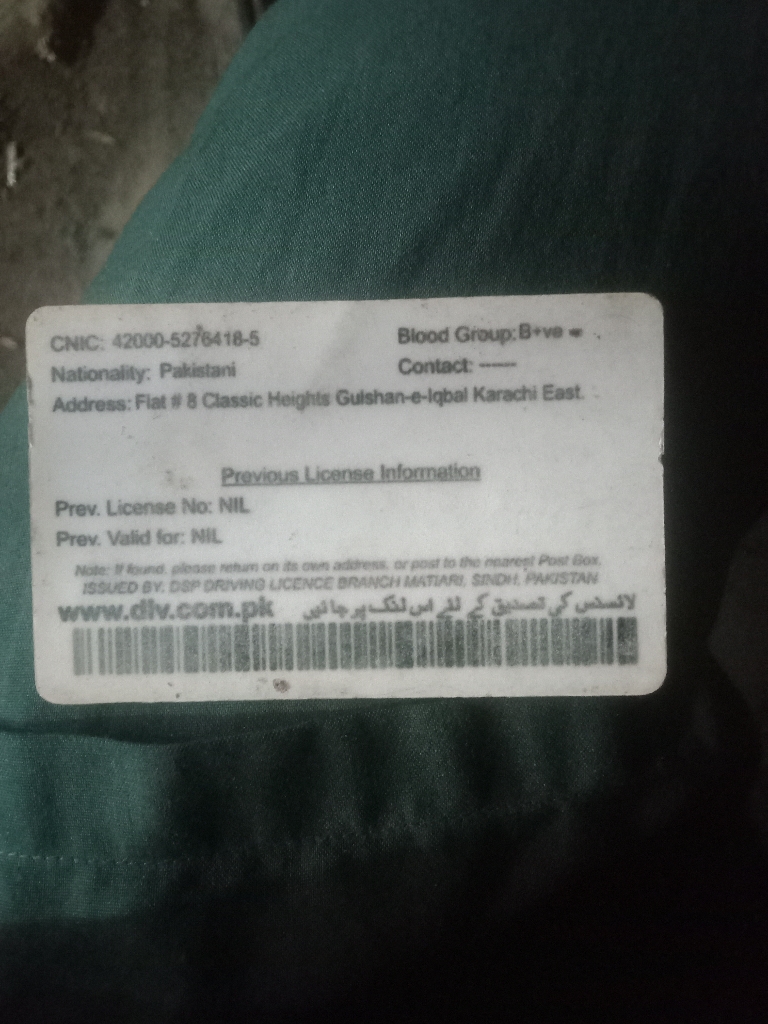 CNIC: 42000-5276418-5 Blood Group: B+ve
Nationality: Pakistani Contact: -----
Address: Flat # 8 Classic Heights Gulshan-e-Iqbal Karachi East.
Previous License Information
Prev. License No: NIL
Prev. Valid for: NIL
Note: If found, please return on its own address, or post to the nearest Post Box.
ISSUED BY: DSP DRIVING LICENCE BRANCH MATIARI, SINDH, PAKISTAN
www.dlv.com.pk لائسنس کی تصدیق کے لئے اس لنک پر جائیں